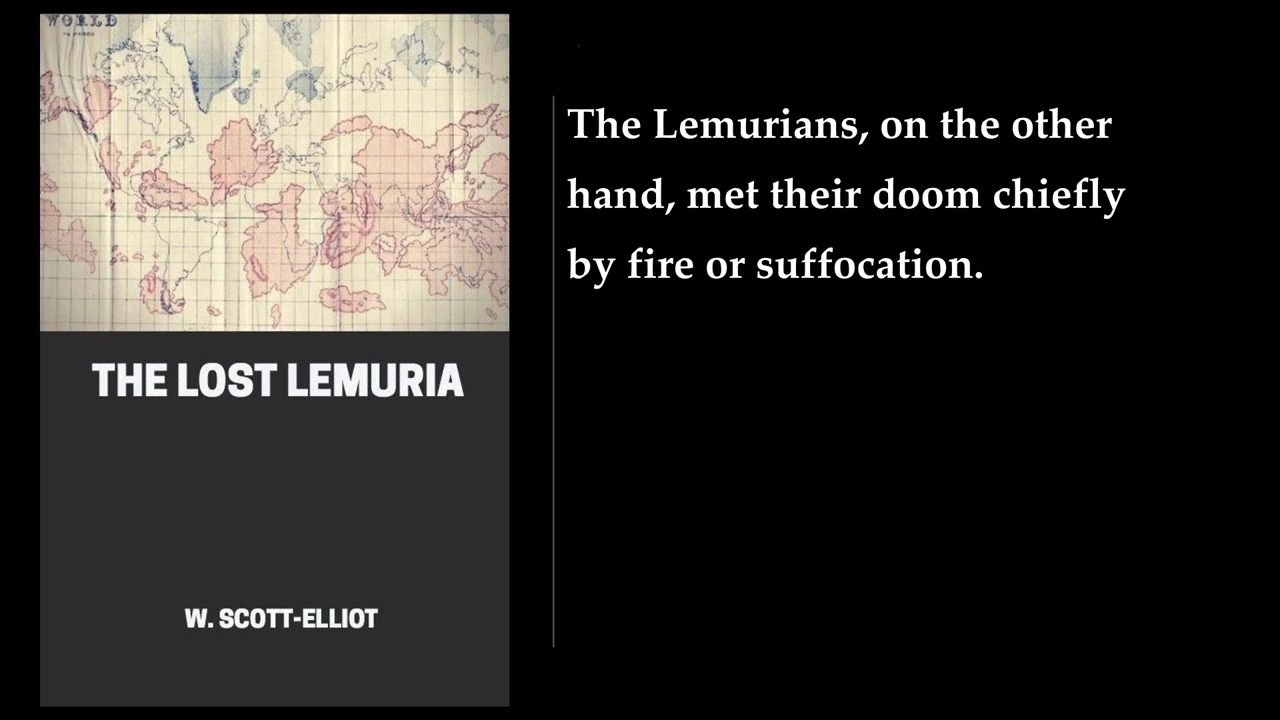 WORLD
THE LOST LEMURIA
W. SCOTT-ELLIOT
The Lemurians, on the other
hand, met their doom chiefly
by fire or suffocation.